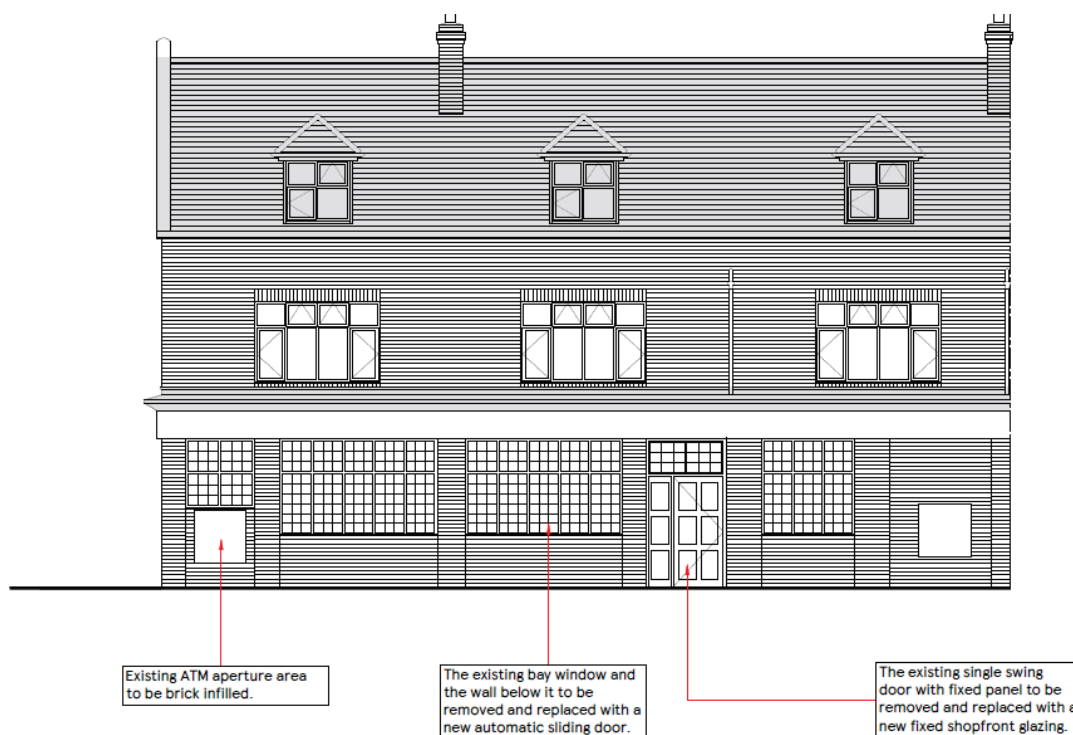 Existing ATM aperture area
to be brick infilled.
The existing bay window and
the wall below it to be
removed and replaced with a
new automatic sliding door.
The existing single swing
door with fixed panel to be
removed and replaced with a
new fixed shopfront glazing.